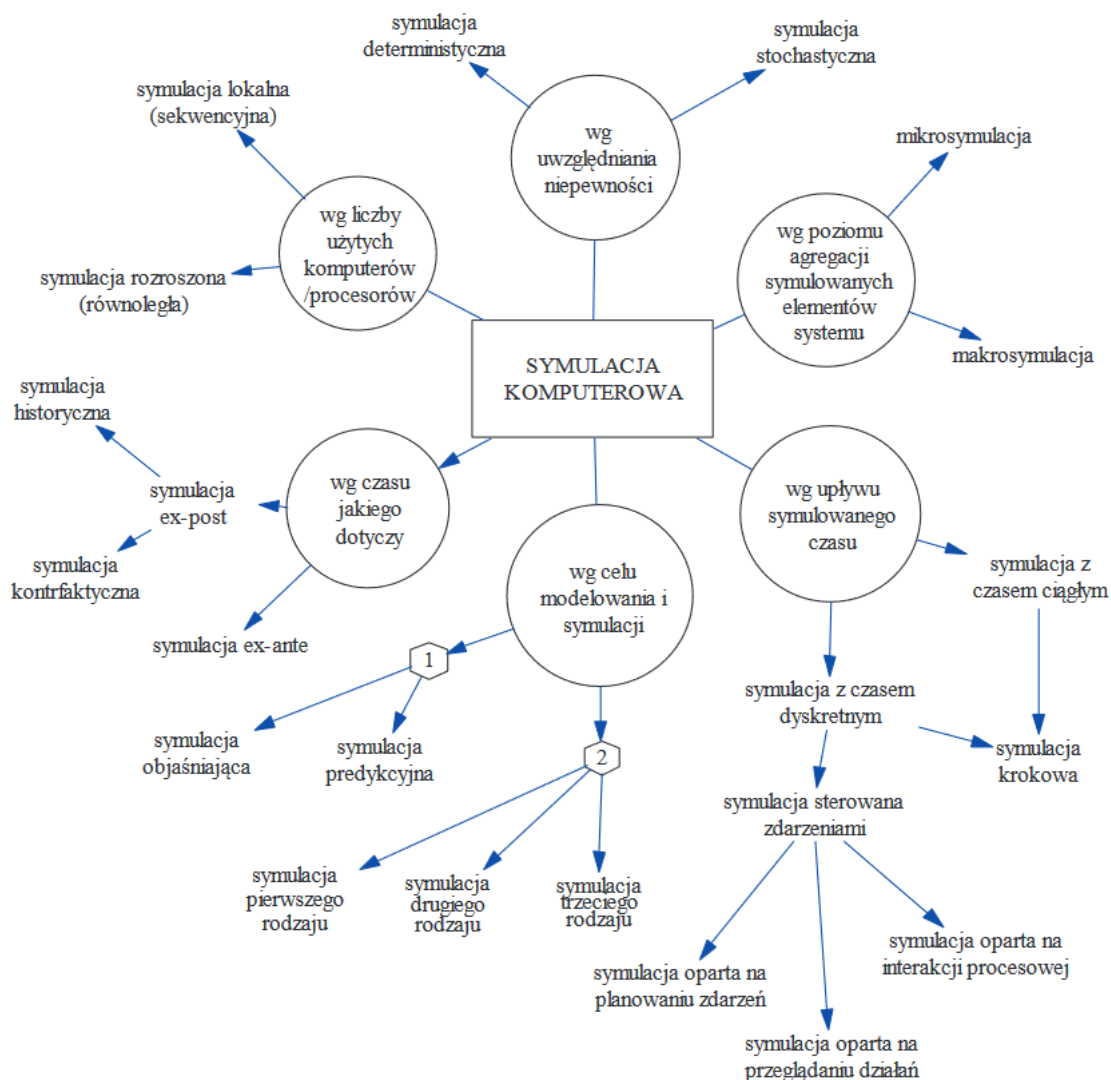 symulacja
deterministyczna
symulacja
stochastyczna
symulacja lokalna
(sekwencyjna)
wg
uwzględniania
niepewności
mikrosymulacja
wg liczby
użytych
komputerów
/procesorów
wg poziomu
agregacji
symulowanych
elementów
systemu
symulacja rozroszona
(równoległa)
makrosymulacja
SYMULACJA
KOMPUTEROWA
symulacja
historyczna
wg czasu
jakiego
dotyczy
symulacja
ex-post
symulacja
kontrfaktyczna
symulacja ex-ante
wg upływu
symulowanego
czasu
wg celu
modelowania i
symulacji
symulacja z
czasem ciągłym
1
symulacja
objaśniająca
symulacja
predykcyjna
2
symulacja z czasem
dyskretnym
symulacja
krokowa
symulacja sterowana
zdarzeniami
symulacja
pierwszego
rodzaju
symulacja
drugiego
rodzaju
symulacja
trzeciego
rodzaju
symulacja oparta na
interakcji procesowej
symulacja oparta na
planowaniu zdarzeń
symulacja oparta na
przeglądaniu działań